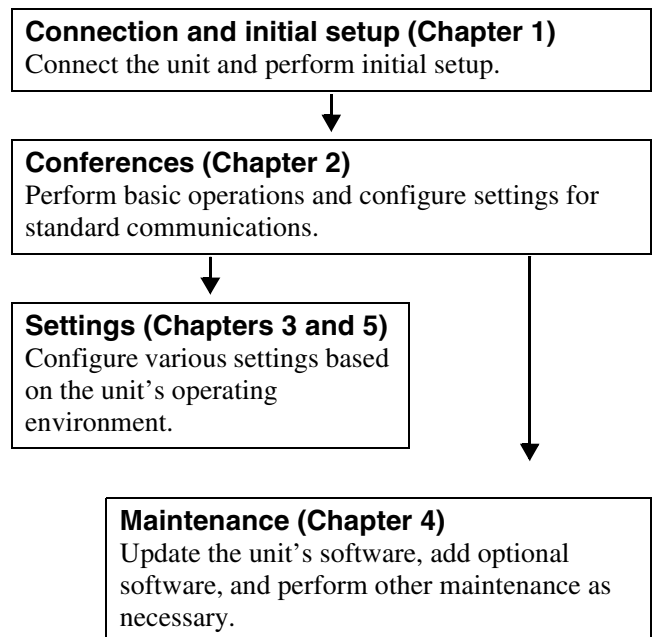 Connection and initial setup (Chapter 1)
Connect the unit and perform initial setup.
Conferences (Chapter 2)
Perform basic operations and configure settings for
standard communications.
Settings (Chapters 3 and 5)
Configure various settings based
on the unit’s operating
environment.
Maintenance (Chapter 4)
Update the unit’s software, add optional
software, and perform other maintenance as
necessary.